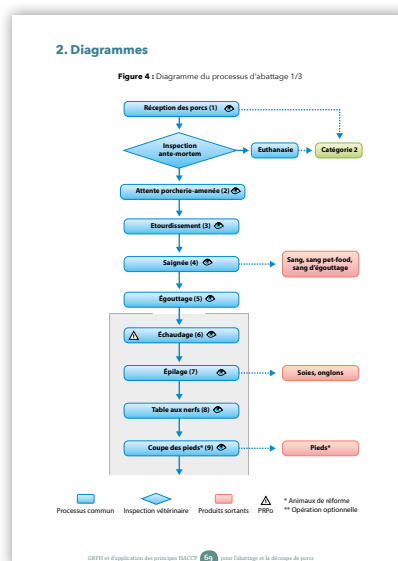 2. Diagrammes
Figure 4 : Diagramme du processus d'abattage 1/3
Réception des porcs (1)
Inspection
ante-mortem
Euthanasie
Catégorie 2
Attente porcherie-amenée (2)
Etourdissement (3)
Saignée (4)
Sang, sang pet-food,
sang d'égouttage
Égouttage (5)
Échaudage (6)
Épilage (7)
Soies, onglons
Table aux nerfs (8)
Coupe des pieds* (9)
Pieds*
Processus commun
Inspection vétérinaire
Produits sortants
PRPo
* Animaux de réforme
** Opération optionnelle
GBPH et d'application des principes HACCP 69 pour l'abattage et la découpe de porcs